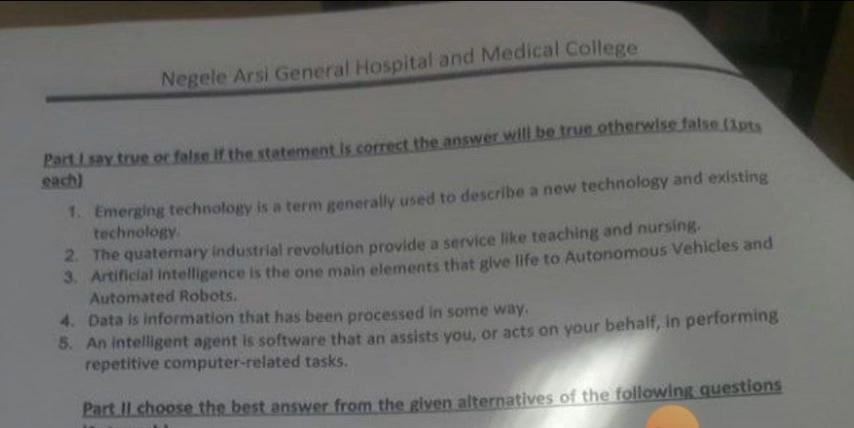 Negele Arsi General Hospital and Medical College
Part I say true or false if the statement is correct the answer will be true otherwise false (1pts
each)
1. Emerging technology is a term generally used to describe a new technology and existing
technology.
2. The quaternary industrial revolution provide a service like teaching and nursing.
3. Artificial intelligence is the one main elements that give life to Autonomous Vehicles and
Automated Robots.
4. Data is information that has been processed in some way.
5. An intelligent agent is software that an assists you, or acts on your behalf, in performing
repetitive computer-related tasks.
Part II choose the best answer from the given alternatives of the following questions